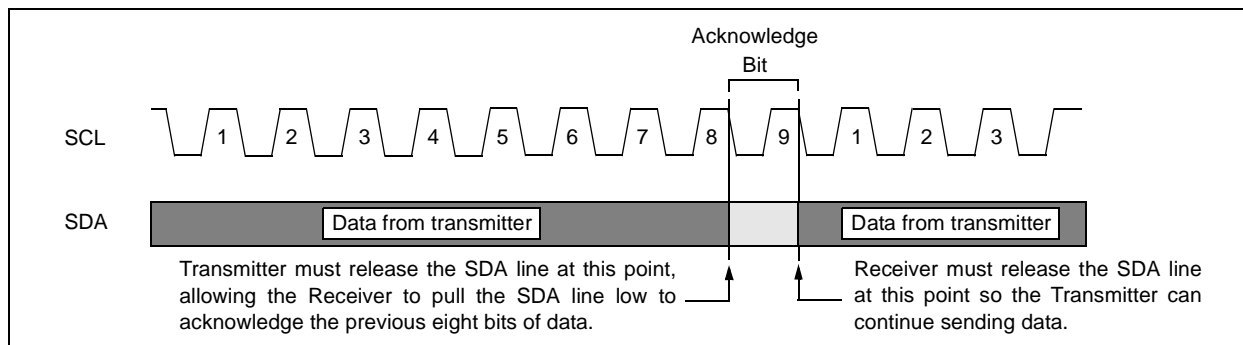 Acknowledge
Bit
SCL
1 2 3 4 5 6 7 8 9 1 2 3
SDA
Data from transmitter
Data from transmitter
Transmitter must release the SDA line at this point,
allowing the Receiver to pull the SDA line low to
acknowledge the previous eight bits of data.
Receiver must release the SDA line
at this point so the Transmitter can
continue sending data.